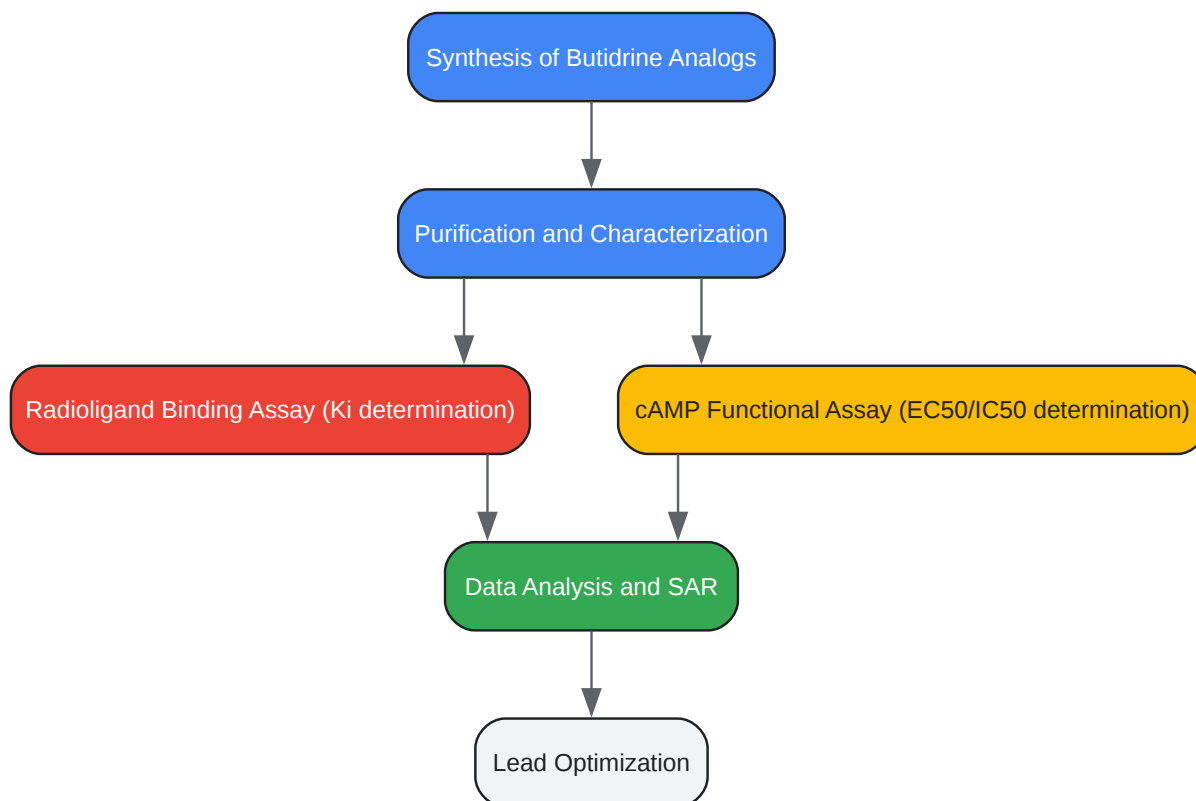 Synthesis of Butidrine Analogs
Purification and Characterization
Radioligand Binding Assay (Ki determination)
cAMP Functional Assay (EC50/IC50 determination)
Data Analysis and SAR
Lead Optimization